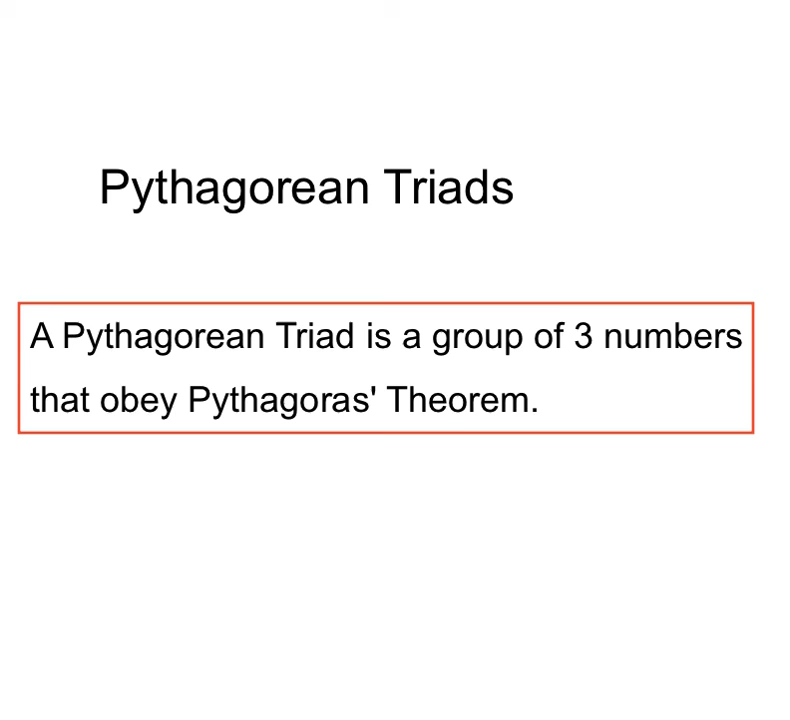 Pythagorean Triads
A Pythagorean Triad is a group of 3 numbers
that obey Pythagoras' Theorem.